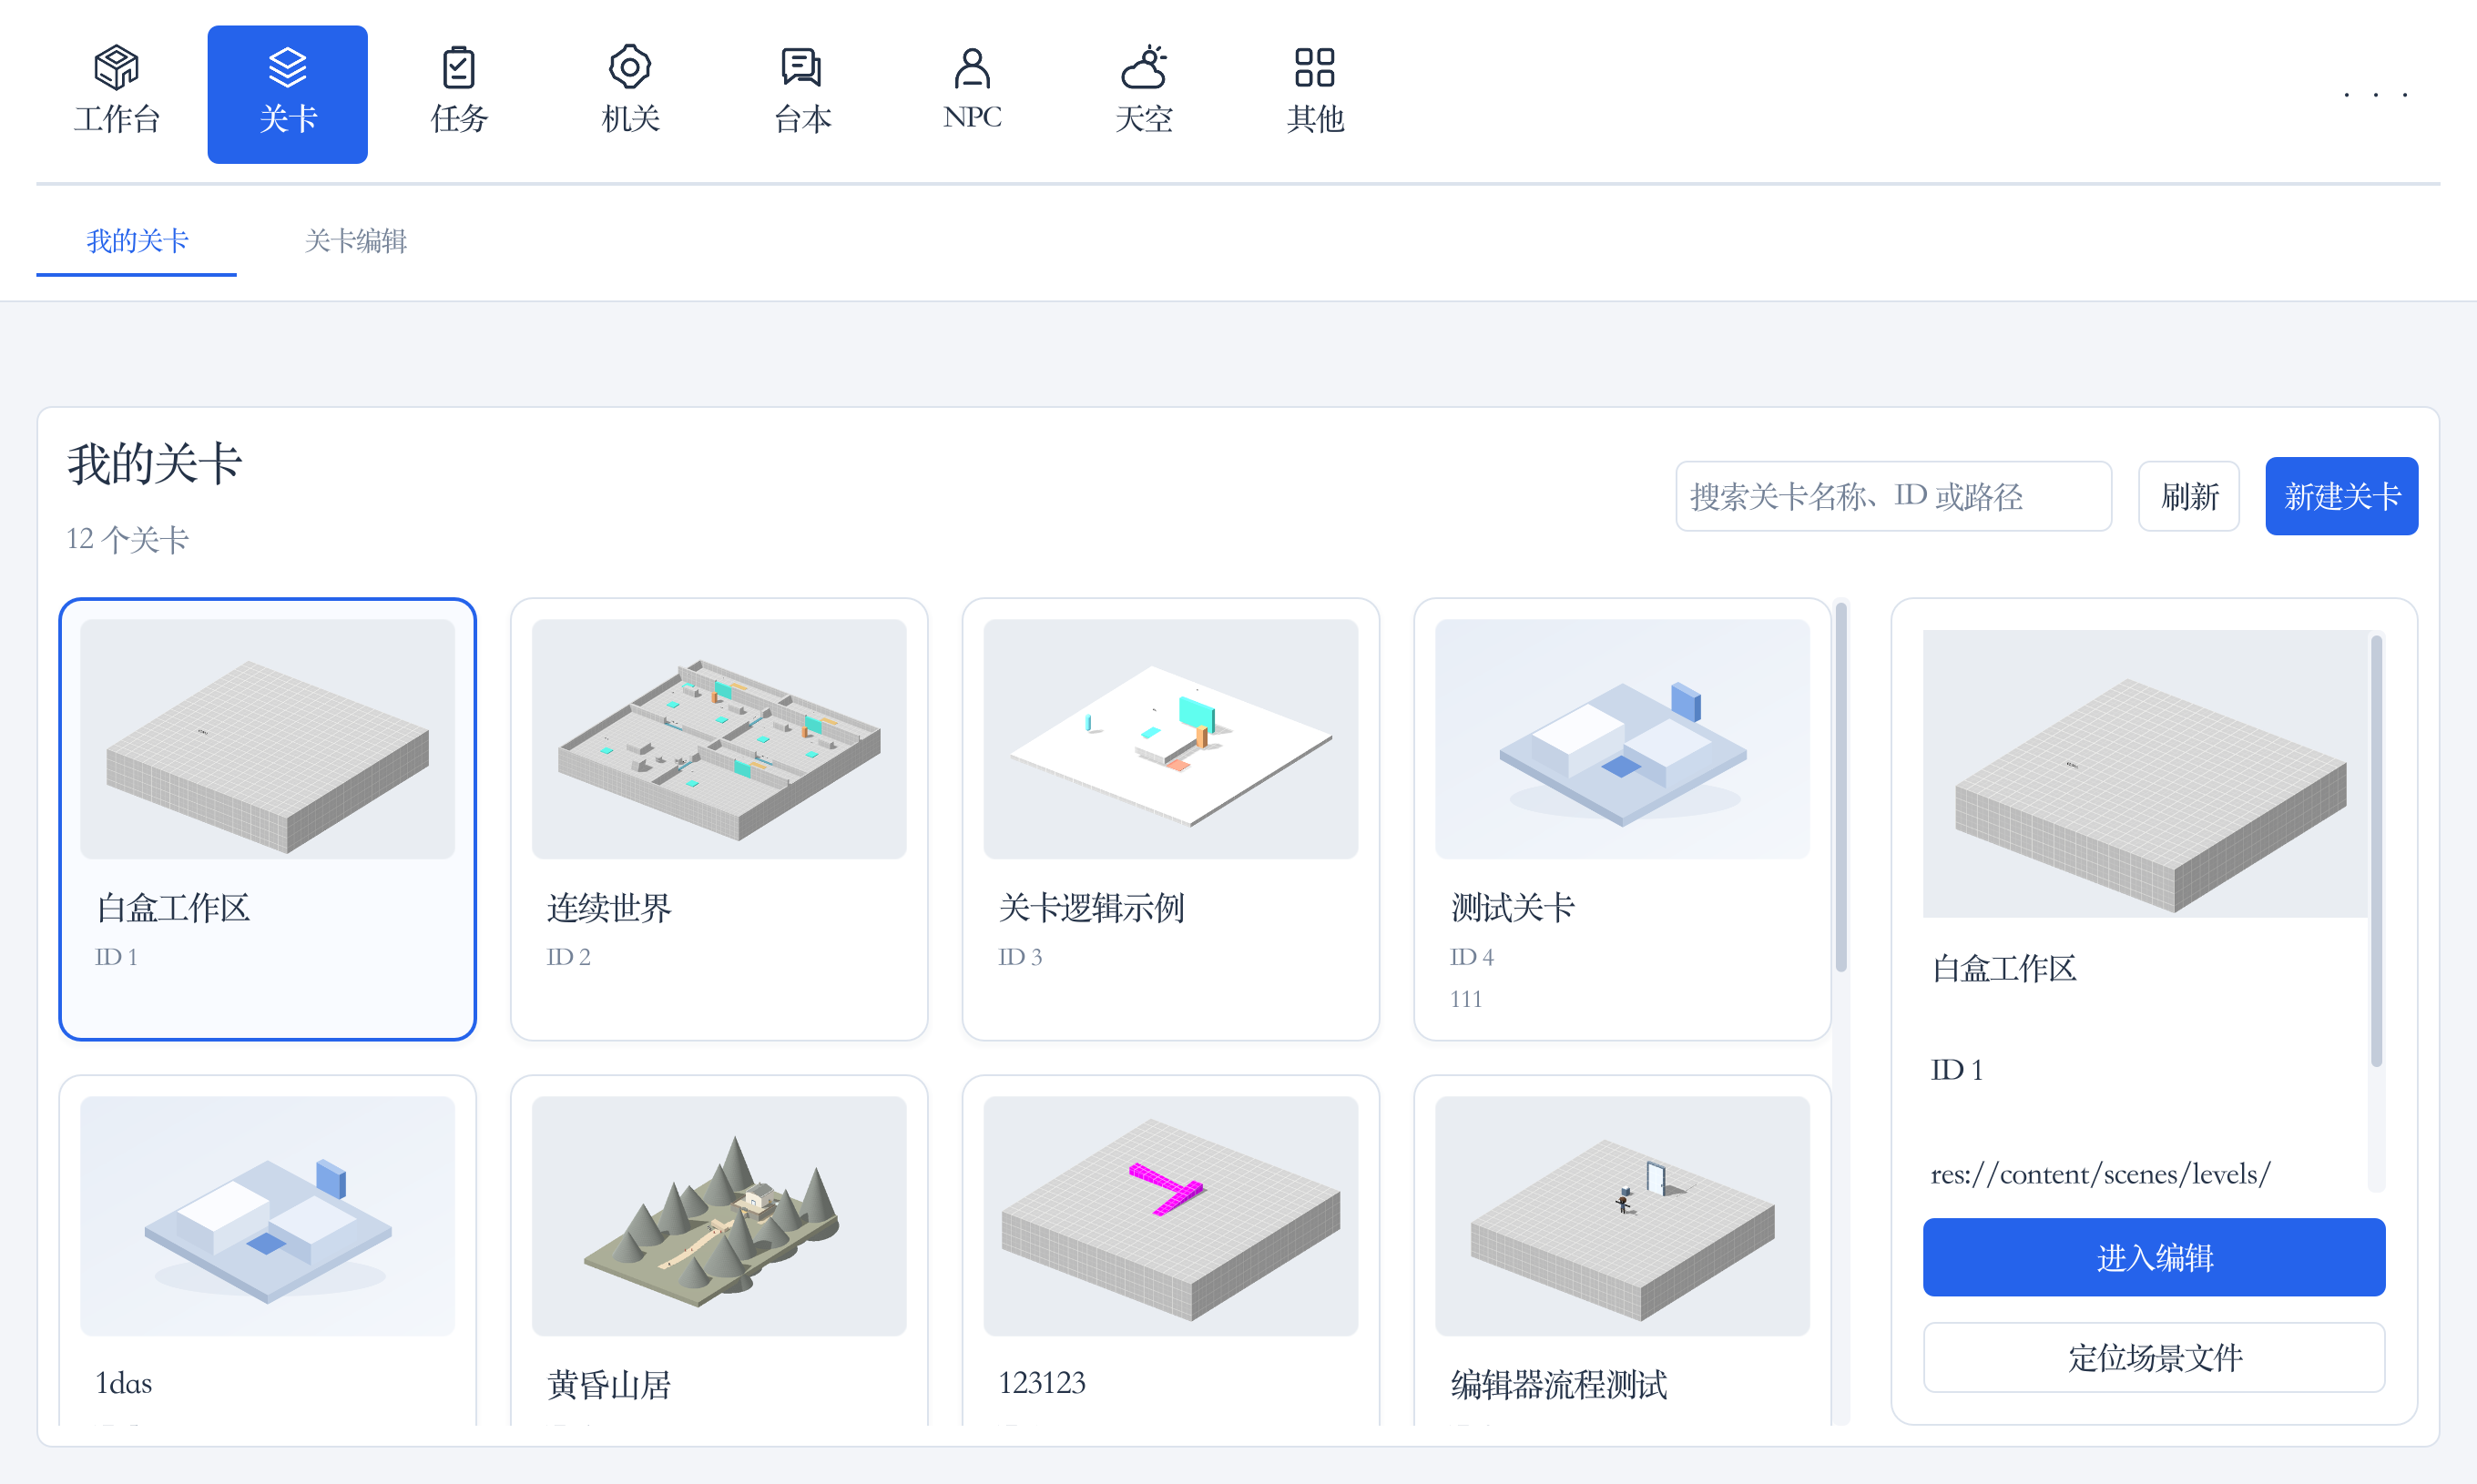 工作台
关卡
任务
机关
台本
NPC
天空
其他
· · ·
我的关卡
关卡编辑
我的关卡
12 个关卡
搜索关卡名称、ID 或路径
刷新
新建关卡
白盒工作区
ID 1
连续世界
ID 2
关卡逻辑示例
ID 3
测试关卡
ID 4
111
1das
黄昏山居
123123
编辑器流程测试
白盒工作区
ID 1
res://content/scenes/levels/
进入编辑
定位场景文件